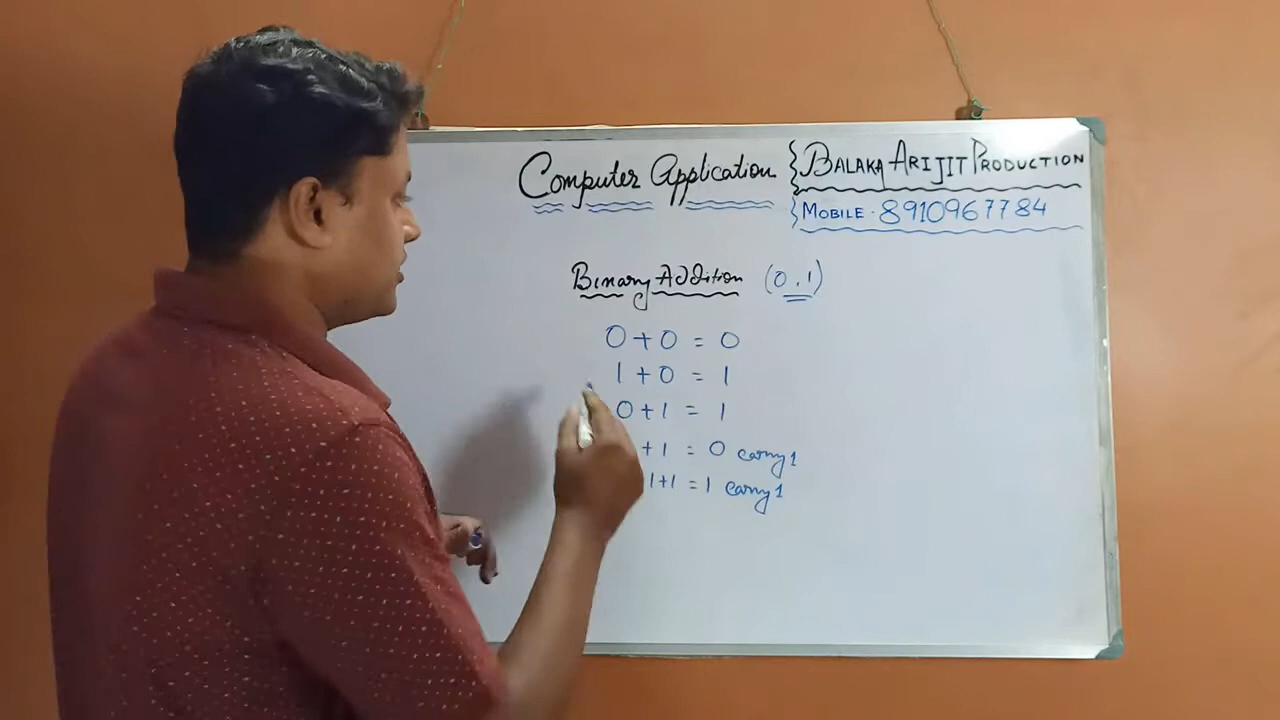 Computer Application { BALAKA ARIJIT PRODUCTION
{ MOBILE · 8910967784
Binary Addition (0,1)
0 + 0 = 0
1 + 0 = 1
0 + 1 = 1
+ 1 = 0 carry 1
1 + 1 = 1 carry 1